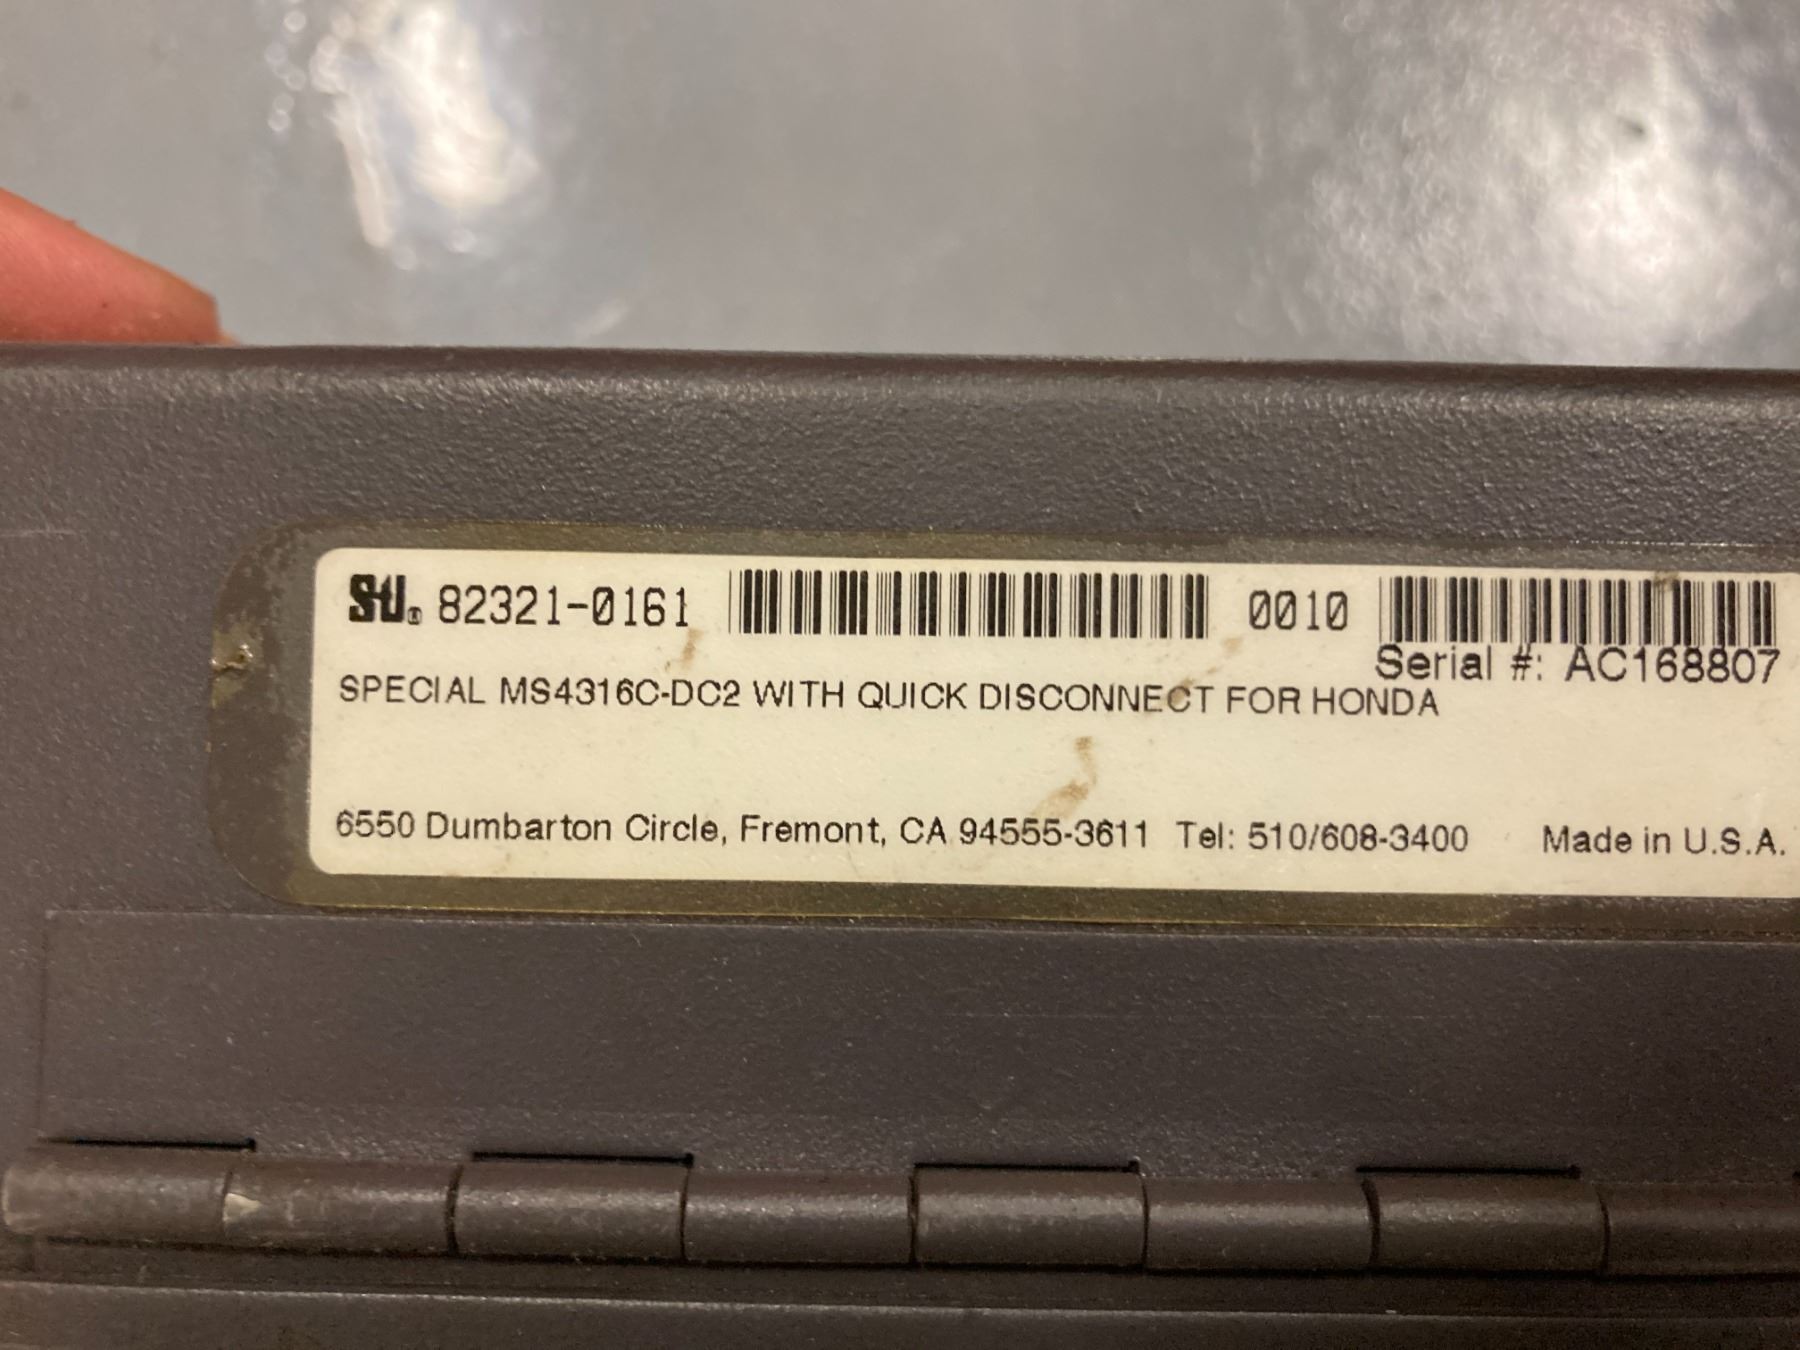 STI® 82321-0161 0010
Serial #: AC168807
SPECIAL MS4316C-DC2 WITH QUICK DISCONNECT FOR HONDA
6550 Dumbarton Circle, Fremont, CA 94555-3611 Tel: 510/608-3400 Made in U.S.A.